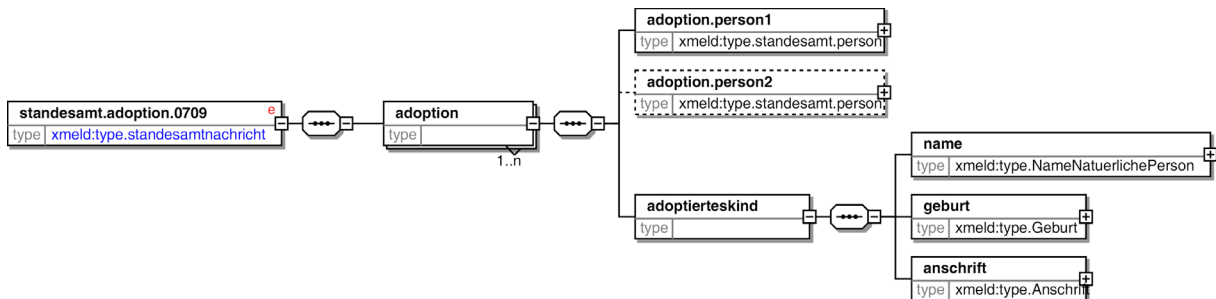 adoption.person1
type xmeld:type.standesamt.person
adoption.person2
type xmeld:type.standesamt.person
standesamt.adoption.0709 e
type xmeld:type.standesamtnachricht
adoption
type
1..n
name
type xmeld:type.NameNatuerlichePerson
adoptierteskind
type
geburt
type xmeld:type.Geburt
anschrift
type xmeld:type.Anschrift